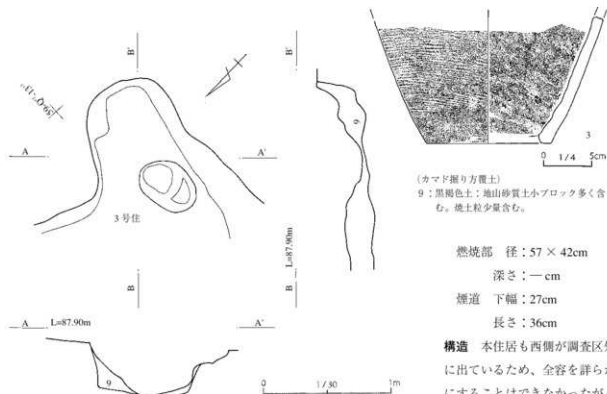 B'
B'
A
A'
3号住
B
B
L=87.90m
A
L=87.90m
A'
9
9
0
1/30
1m
3
0
1/4
5cm
(カマド掘り方覆土)
9:黒褐色土:地山砂質土小ブロック多く含
む。焼土粒少量含む。
燃焼部 径:57 × 42cm
深さ:― cm
煙道 下幅:27cm
長さ:36cm
構造 本住居も西側が調査区外
に出ているため、全容を詳らか
にすることはできなかったが、